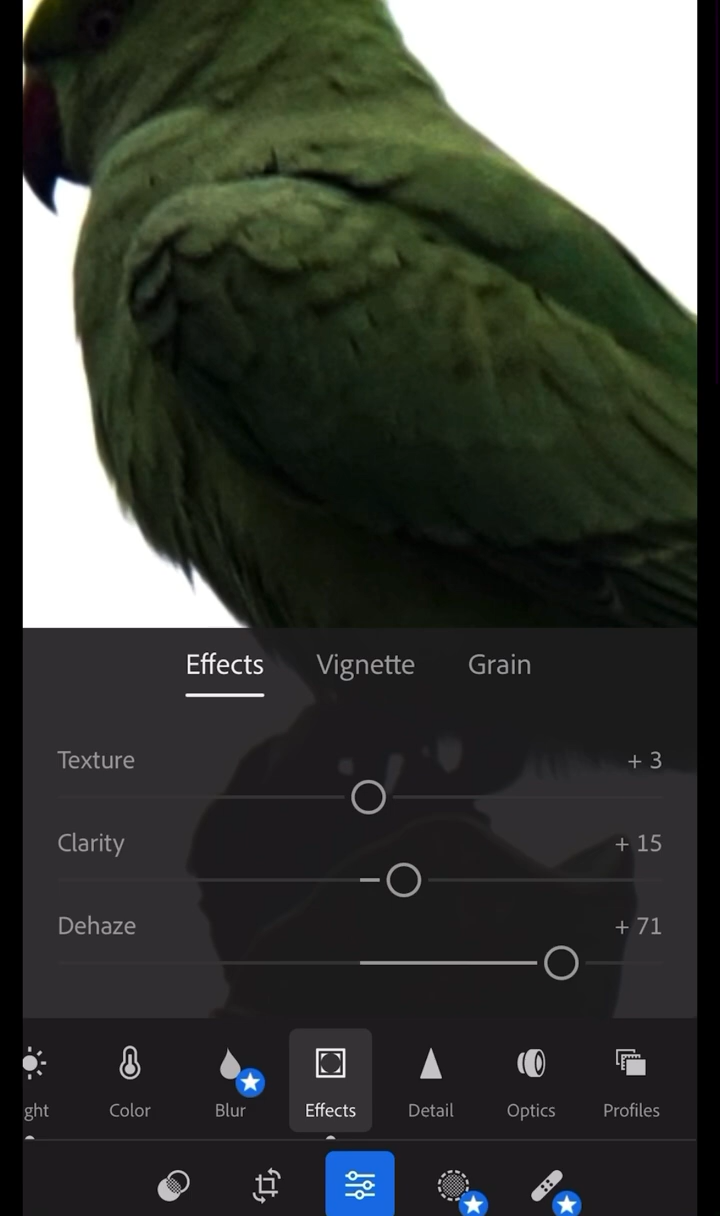 Effects Vignette Grain
Texture + 3
Clarity + 15
Dehaze + 71
ght Color Blur Effects Detail Optics Profiles